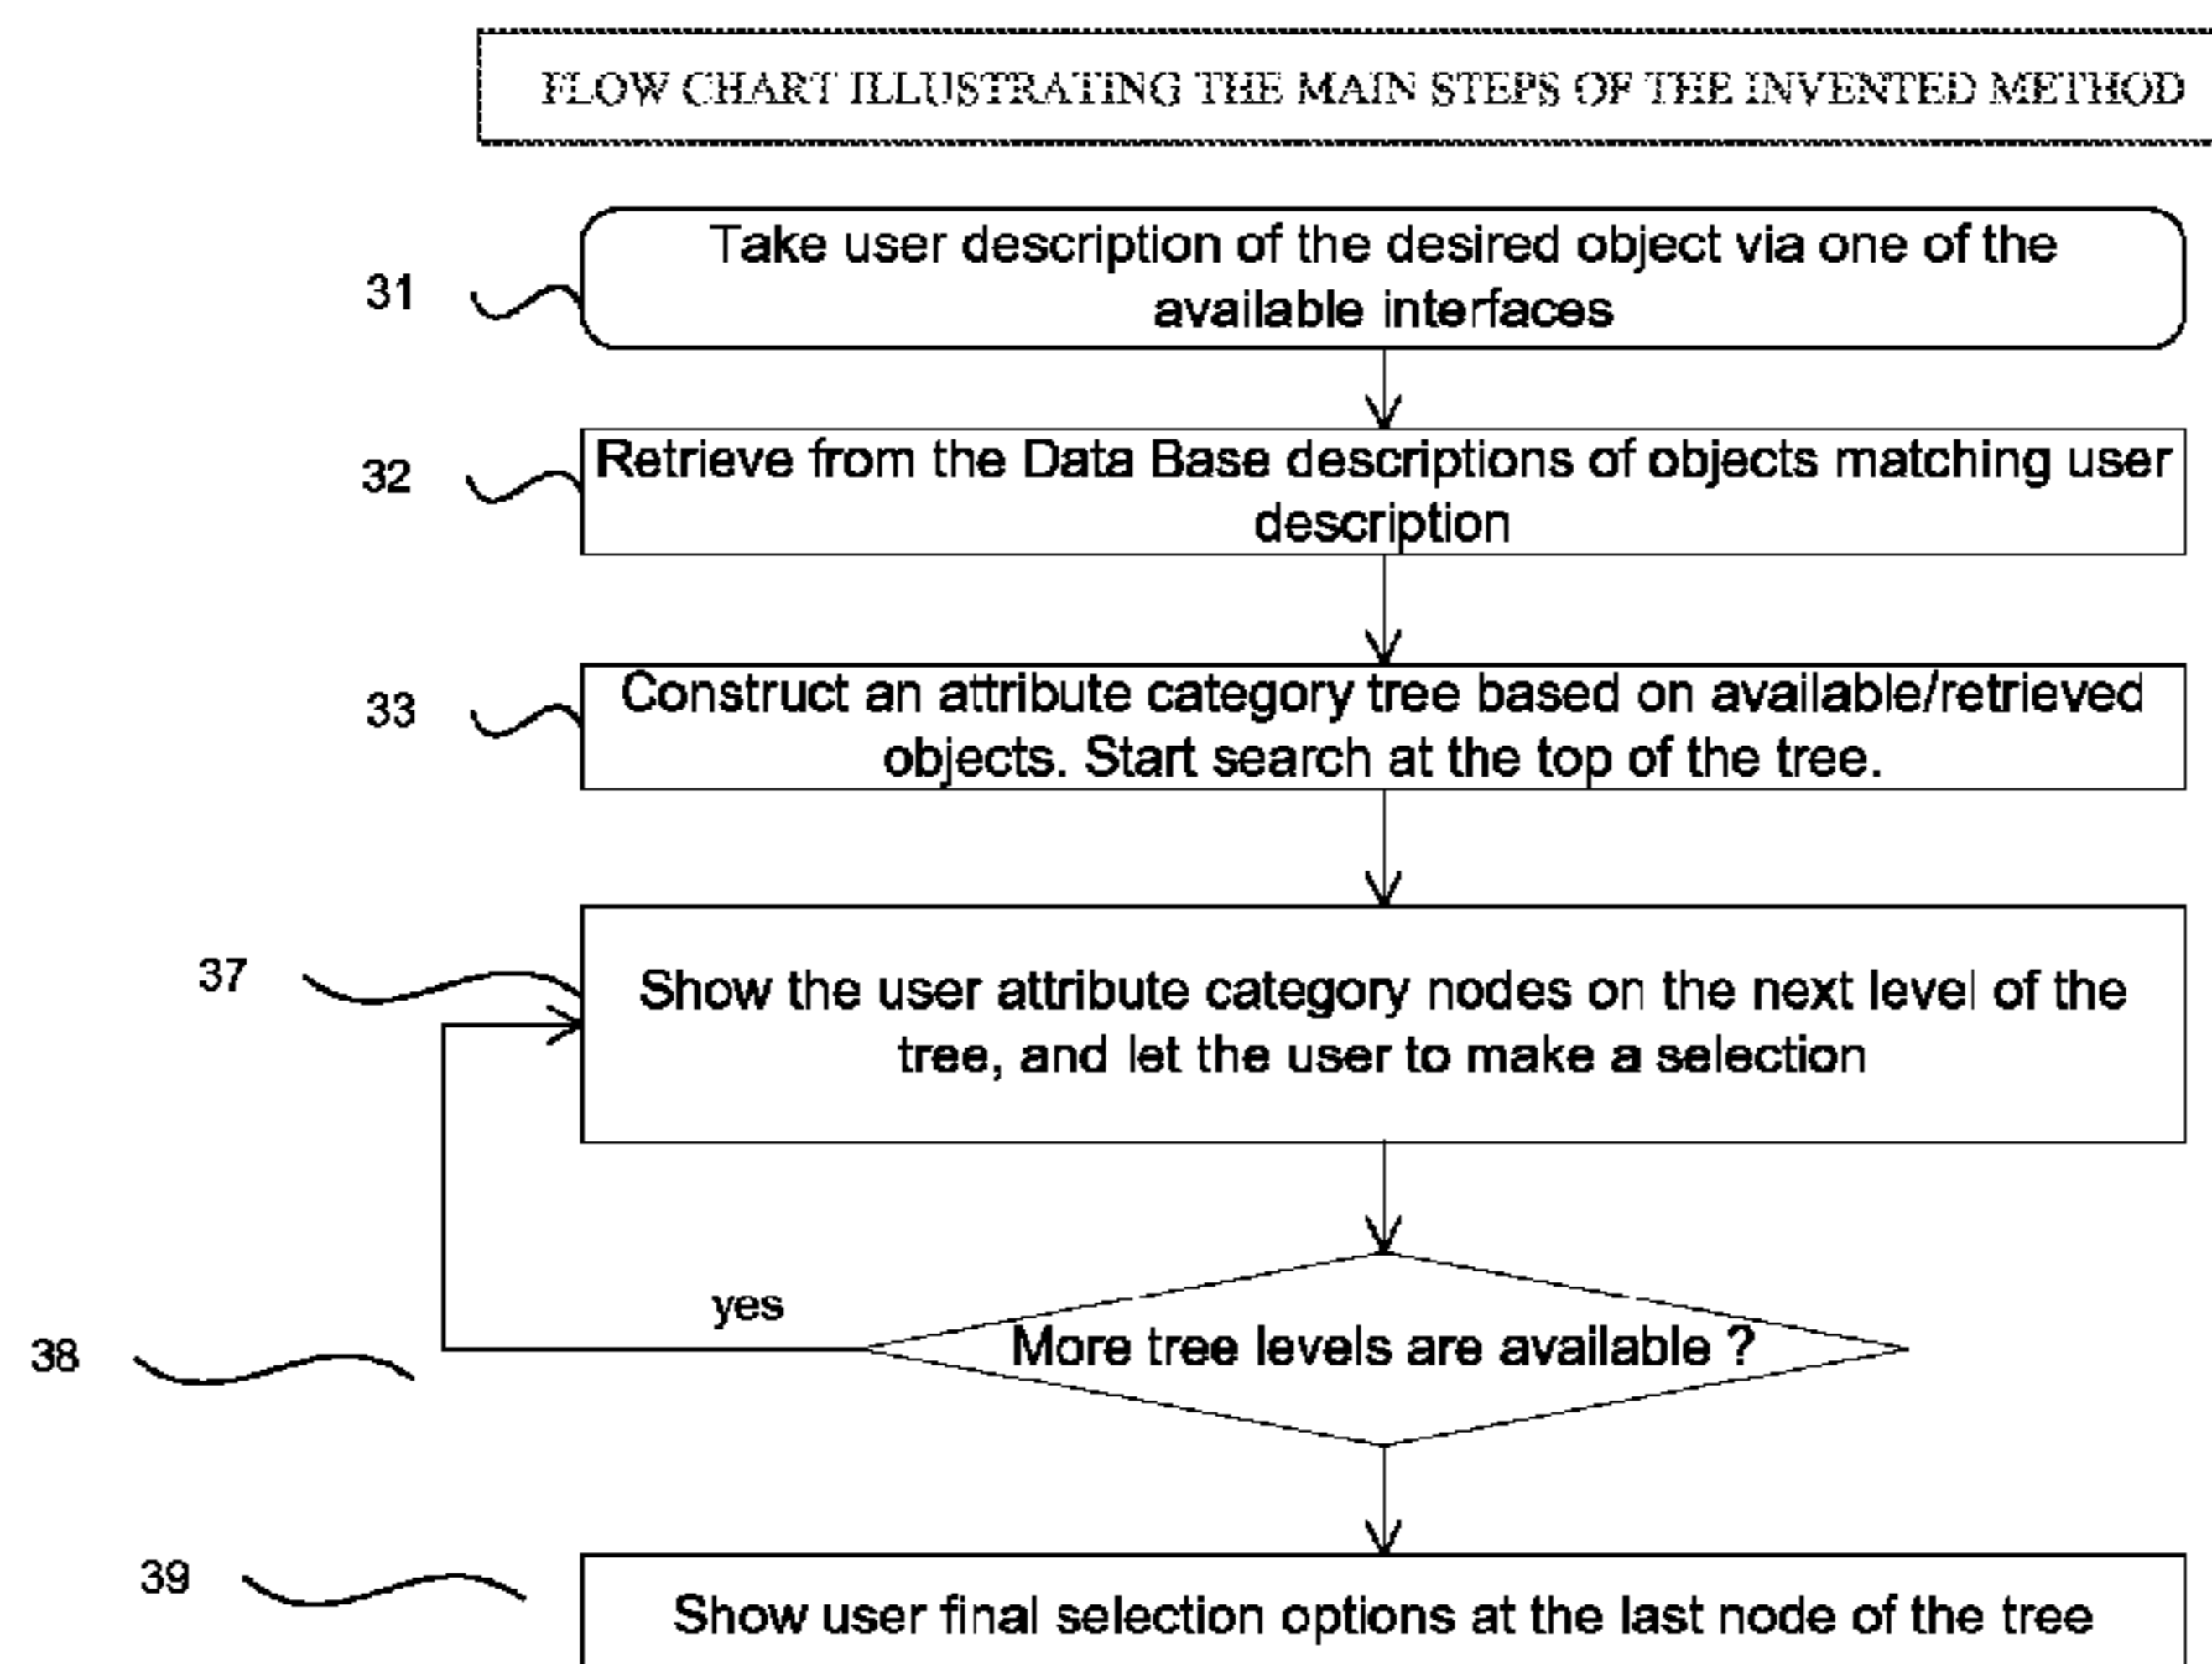 FLOW CHART ILLUSTRATING THE MAIN STEPS OF THE INVENTED METHOD
31
Take user description of the desired object via one of the
available interfaces
32
Retrieve from the Data Base descriptions of objects matching user
description
33
Construct an attribute category tree based on available/retrieved
objects. Start search at the top of the tree.
37
Show the user attribute category nodes on the next level of the
tree, and let the user to make a selection
yes
38
More tree levels are available ?
39
Show user final selection options at the last node of the tree